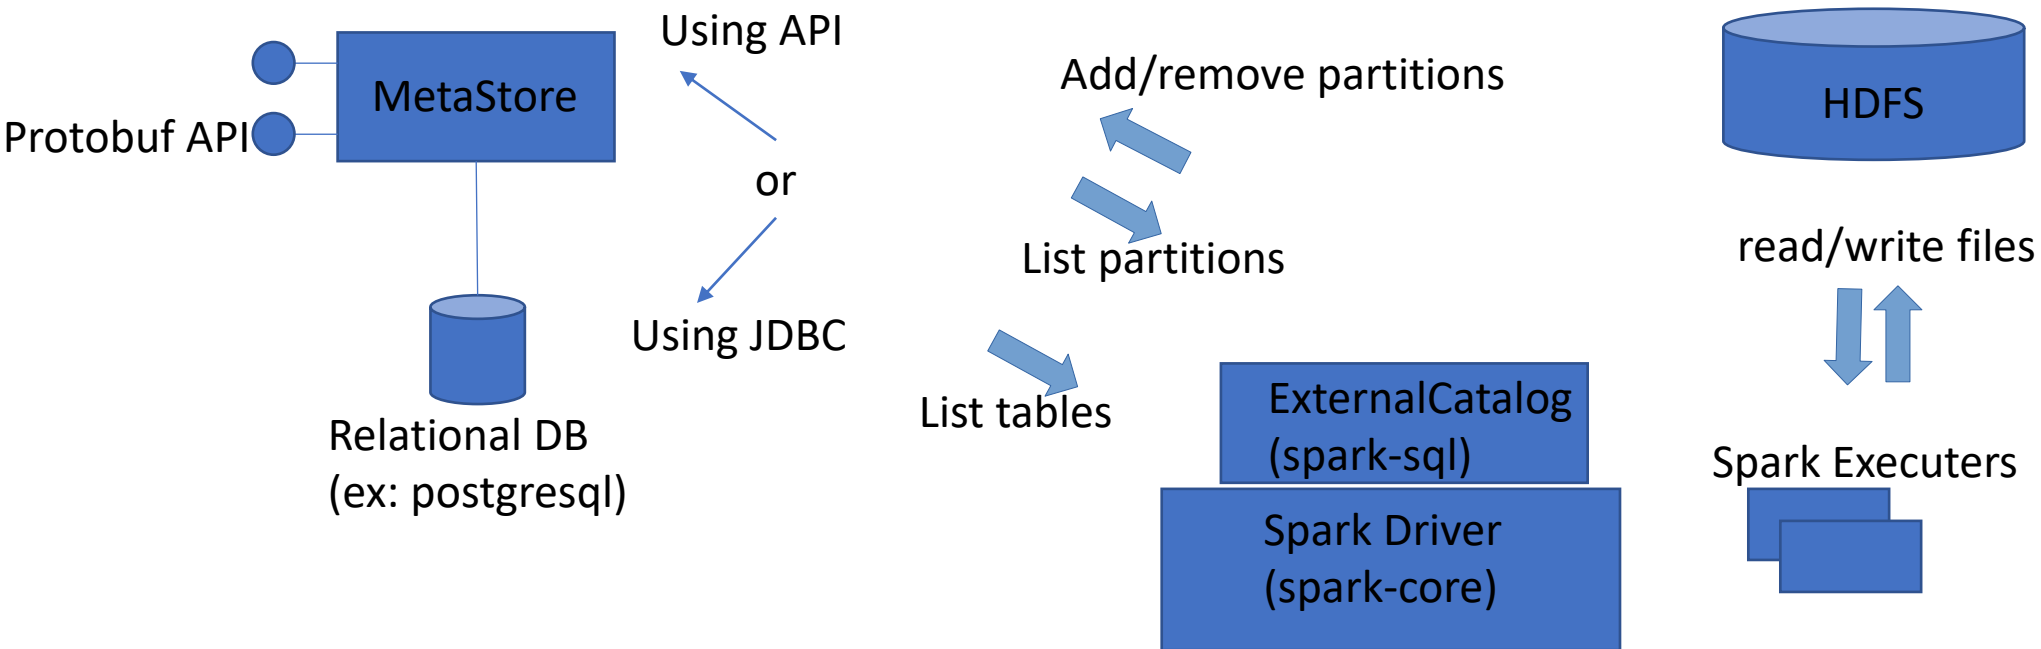 Using API
MetaStore
Protobuf API
or
Using JDBC
Relational DB
(ex: postgresql)
Add/remove partitions
List partitions
List tables
ExternalCatalog
(spark-sql)
Spark Driver
(spark-core)
HDFS
read/write files
Spark Executers